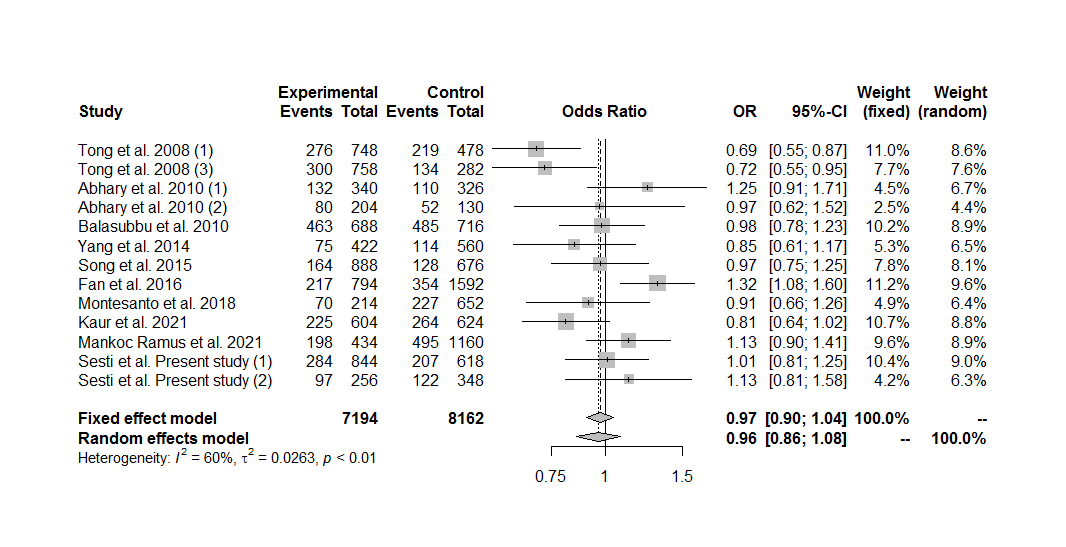 Experimental Control Weight Weight
Study Events Total Events Total Odds Ratio OR 95%-CI (fixed) (random)
Tong et al. 2008 (1) 276 748 219 478 0.69 [0.55; 0.87] 11.0% 8.6%
Tong et al. 2008 (3) 300 758 134 282 0.72 [0.55; 0.95] 7.7% 7.6%
Abhary et al. 2010 (1) 132 340 110 326 1.25 [0.91; 1.71] 4.5% 6.7%
Abhary et al. 2010 (2) 80 204 52 130 0.97 [0.62; 1.52] 2.5% 4.4%
Balasubbu et al. 2010 463 688 485 716 0.98 [0.78; 1.23] 10.2% 8.9%
Yang et al. 2014 75 422 114 560 0.85 [0.61; 1.17] 5.3% 6.5%
Song et al. 2015 164 888 128 676 0.97 [0.75; 1.25] 7.8% 8.1%
Fan et al. 2016 217 794 354 1592 1.32 [1.08; 1.60] 11.2% 9.6%
Montesanto et al. 2018 70 214 227 652 0.91 [0.66; 1.26] 4.9% 6.4%
Kaur et al. 2021 225 604 264 624 0.81 [0.64; 1.02] 10.7% 8.8%
Mankoc Ramus et al. 2021 198 434 495 1160 1.13 [0.90; 1.41] 9.6% 8.9%
Sesti et al. Present study (1) 284 844 207 618 1.01 [0.81; 1.25] 10.4% 9.0%
Sesti et al. Present study (2) 97 256 122 348 1.13 [0.81; 1.58] 4.2% 6.3%
Fixed effect model 7194 8162 0.97 [0.90; 1.04] 100.0% --
Random effects model 0.96 [0.86; 1.08] -- 100.0%
Heterogeneity: I² = 60%, τ² = 0.0263, p < 0.01
0.75 1 1.5